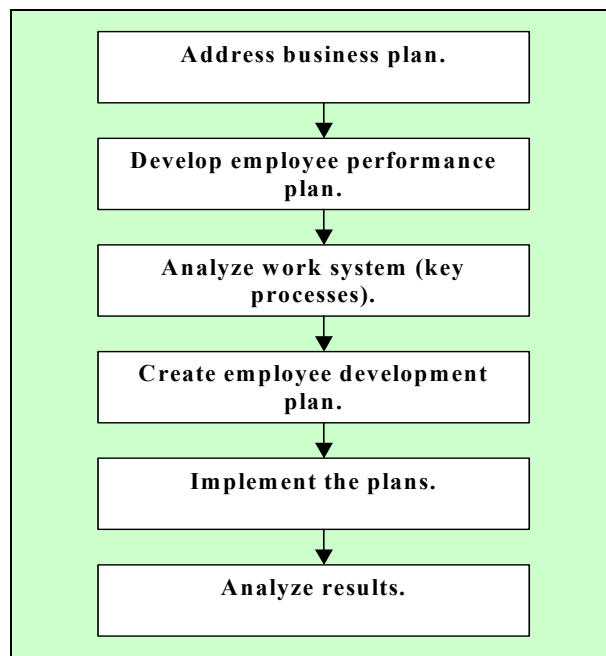 Address business plan.
Develop employee performance
plan.
Analyze work system (key
processes).
Create employee development
plan.
Implement the plans.
Analyze results.